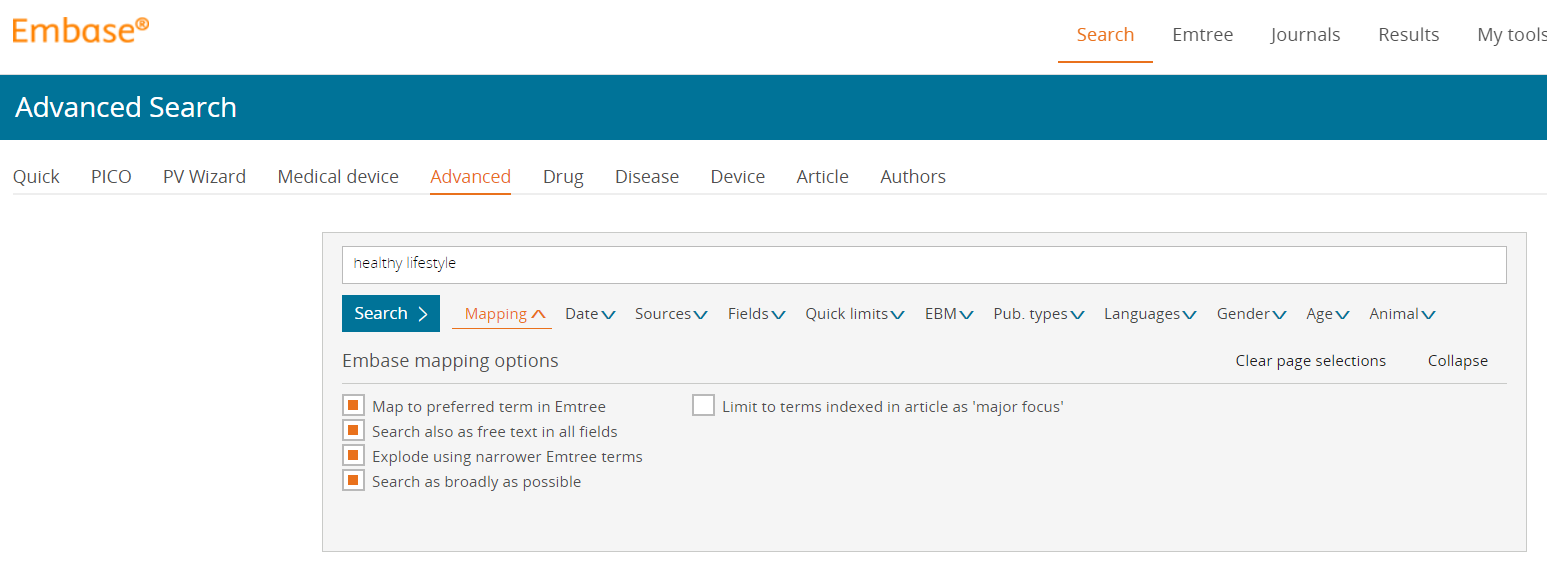 Embase®
Search Emtree Journals Results My tools
Advanced Search
Quick PICO PV Wizard Medical device Advanced Drug Disease Device Article Authors
healthy lifestyle
Search Mapping Date Sources Fields Quick limits EBM Pub. types Languages Gender Age Animal
Embase mapping options Clear page selections Collapse
Map to preferred term in Emtree Limit to terms indexed in article as 'major focus'
Search also as free text in all fields
Explode using narrower Emtree terms
Search as broadly as possible